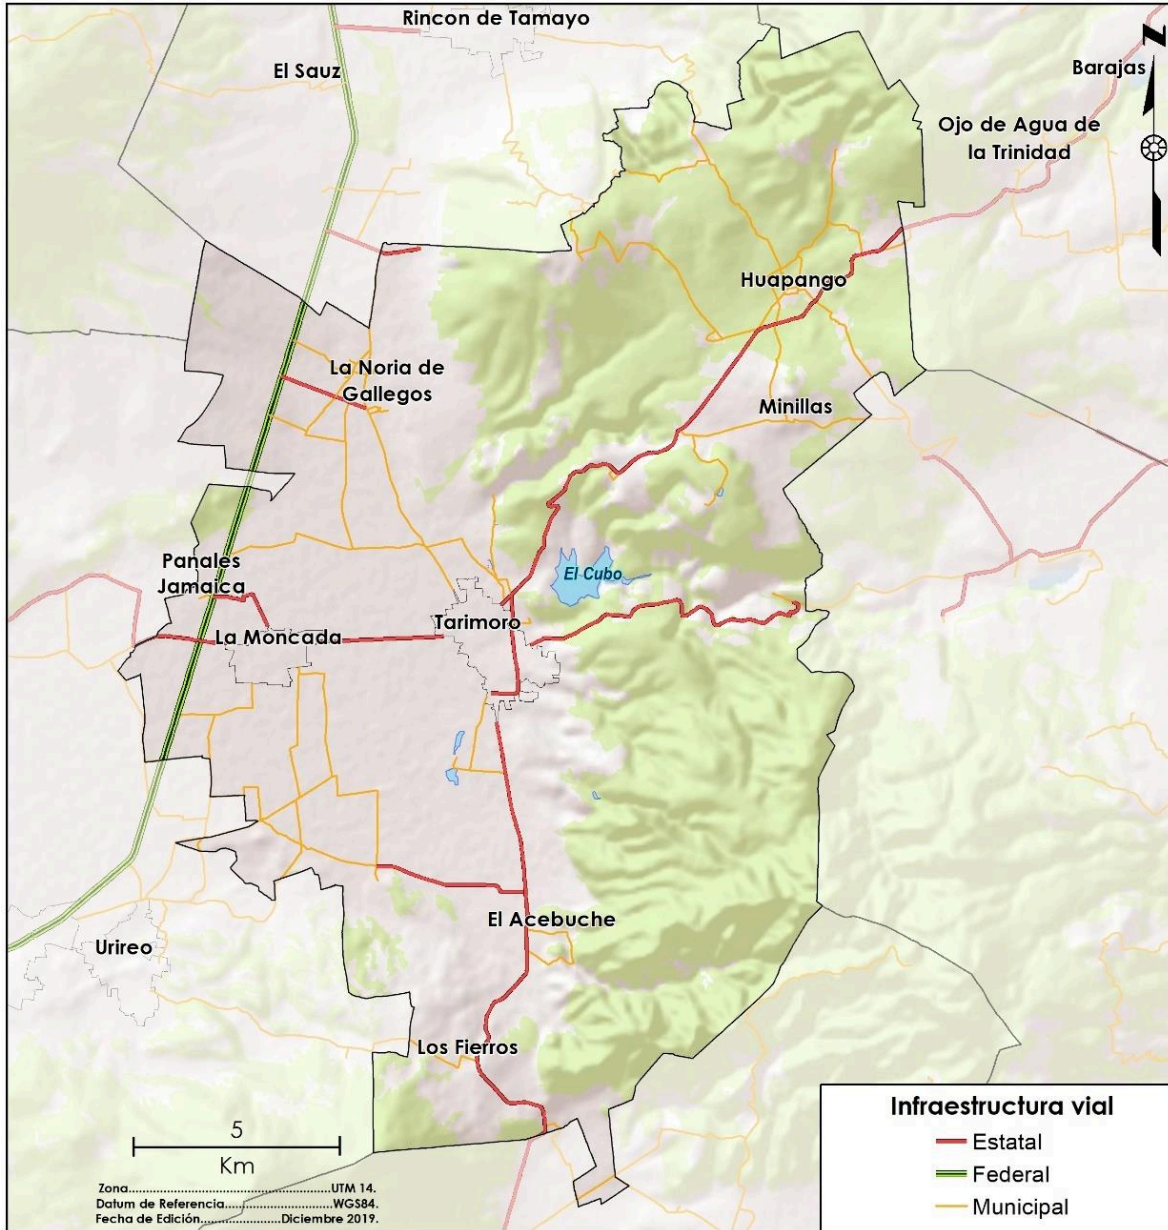 Rincon de Tamayo
El Sauz
Barajas
Z
Ojo de Agua de
la Trinidad
Huapango
La Noria de
Gallegos
Minillas
Panales
Jamaica
El Cubo
Tarimoro
La Moncada
El Acebuche
Urireo
Los Fierros
5
Km
Zona..............................................UTM 14.
Datum de Referencia......................WGS84.
Fecha de Edición................Diciembre 2019.
Infraestructura vial
Estatal
Federal
Municipal